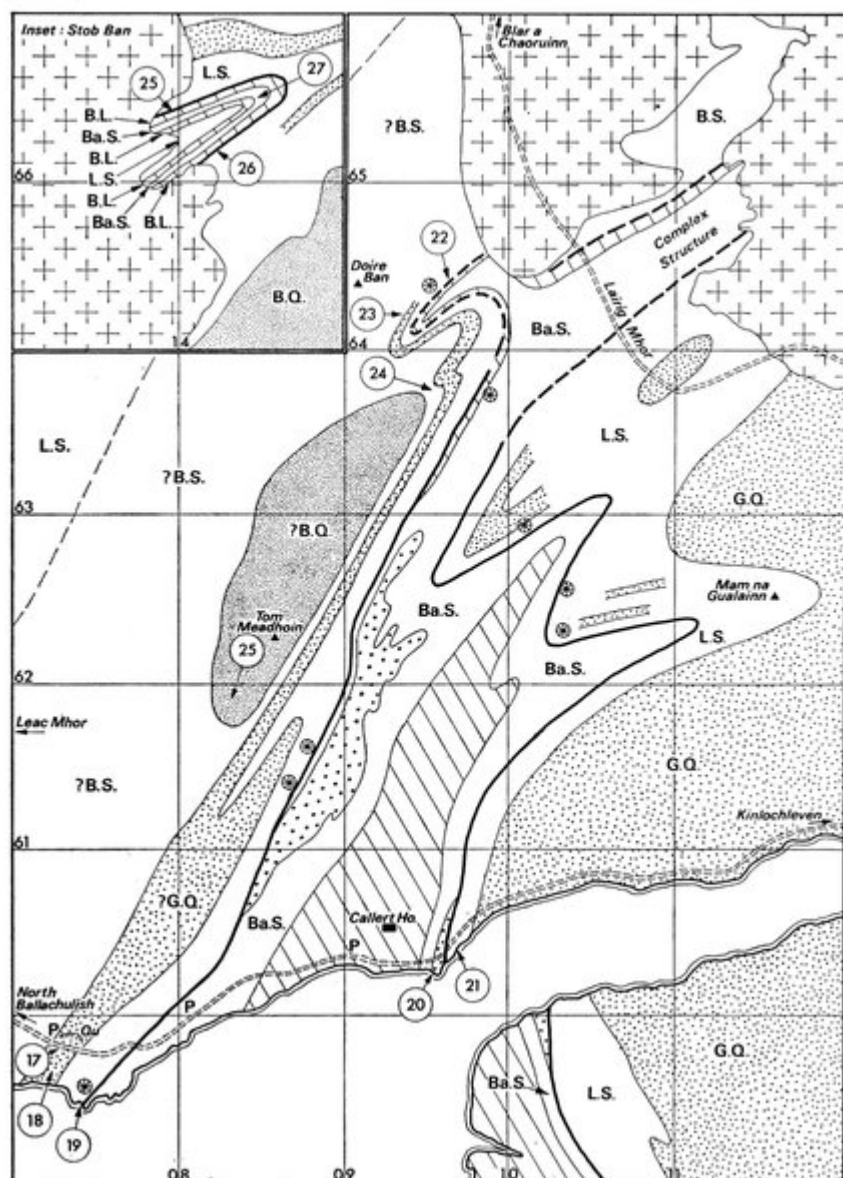 Inset: Stob Ban
L.S.
25
27
B.L.
Ba.S.
B.L.
L.S.
B.L.
Ba.S.
B.L.
26
66
B.Q.
14
Blar a
Chaoruinn
?B.S.
B.S.
65
Complex
Structure
22
Doire
Ban
Lairig Mhor
23
Ba.S.
64
24
L.S.
L.S.
?B.S.
G.Q.
63
?B.Q.
Mam na
Gualainn
Ba.S.
Tom
Meadhoin
Ba.S.
L.S.
25
62
Leac Mhor
G.Q.
?B.S.
Kinlochleven
61
?G.Q.
Ba.S.
Callert Ho.
P
North
Ballachulish
20
21
P
P
Qu
17
G.Q.
Ba.S.
L.S.
18
19
08
09
10
11